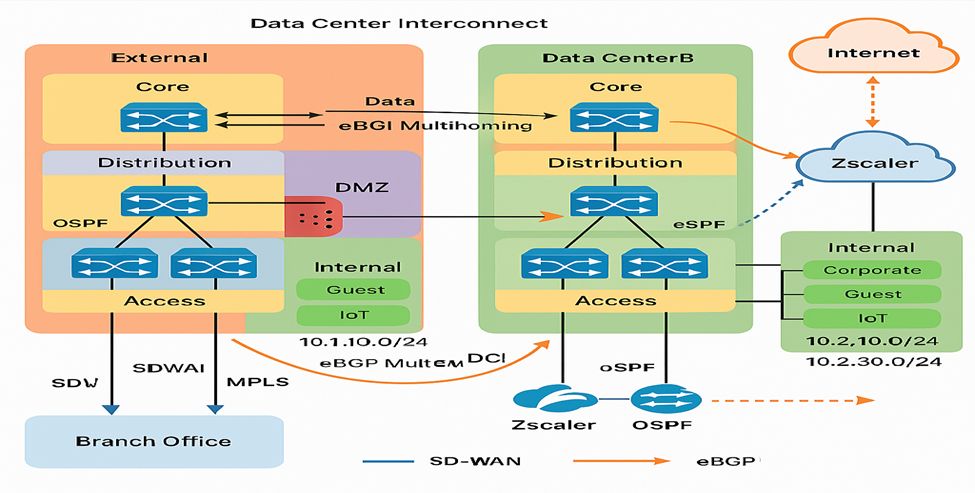 Data Center Interconnect
External
Core
Distribution
OSPF
Access
DMZ
Internal
Guest
IoT
10.1.10.0/24
Data
eBGI Multihoming
Data CenterB
Core
Distribution
eSPF
Access
Internet
Zscaler
Internal
Corporate
Guest
IoT
10.2,10.0/24
10.2.30.0/24
eBGP Multcм DCI
SDW
SDWAI
MPLS
Branch Office
oSPF
Zscaler
OSPF
SD-WAN
eBGP